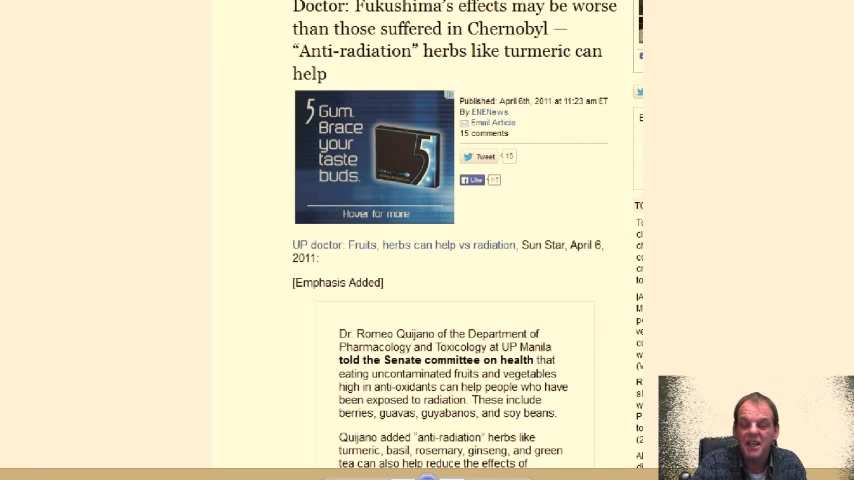 Doctor: Fukushima's effects may be worse
than those suffered in Chernobyl —
“Anti-radiation” herbs like turmeric can
help
5 Gum.
Brace
your
taste
buds.
5
Hover for more
Published: April 6th, 2011 at 11:23 am ET
By ENENews
Email Article
15 comments
Tweet
15
Like
UP doctor: Fruits, herbs can help vs radiation, Sun Star, April 6,
2011:
[Emphasis Added]
Dr. Romeo Quijano of the Department of
Pharmacology and Toxicology at UP Manila
told the Senate committee on health that
eating uncontaminated fruits and vegetables
high in anti-oxidants can help people who have
been exposed to radiation. These include
berries, guavas, guyabanos, and soy beans.
Quijano added “anti-radiation” herbs like
turmeric, basil, rosemary, ginseng, and green
tea can also help reduce the effects of